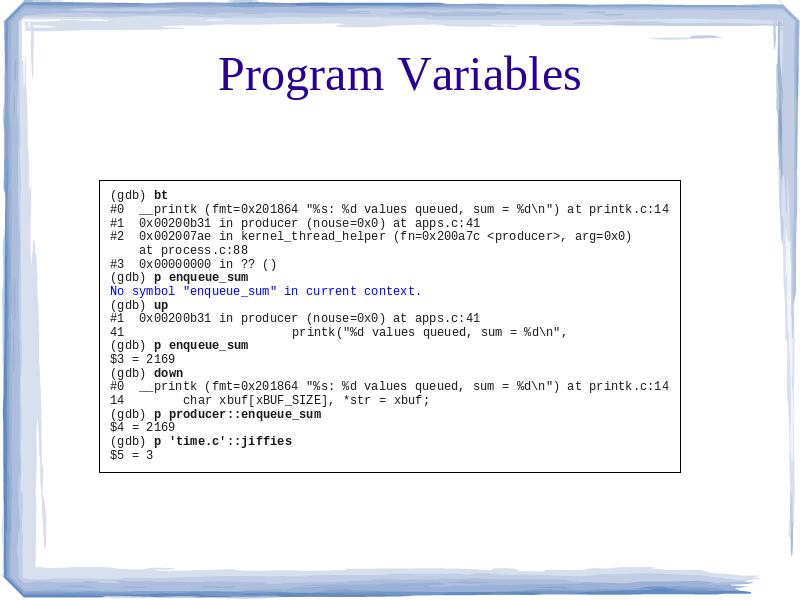 Program Variables
(gdb) bt
#0  __printk (fmt=0x201864 "%s: %d values queued, sum = %d\n") at printk.c:14
#1  0x00200b31 in producer (nouse=0x0) at apps.c:41
#2  0x002007ae in kernel_thread_helper (fn=0x200a7c <producer>, arg=0x0)
    at process.c:88
#3  0x00000000 in ?? ()
(gdb) p enqueue_sum
No symbol "enqueue_sum" in current context.
(gdb) up
#1  0x00200b31 in producer (nouse=0x0) at apps.c:41
41                       printk("%d values queued, sum = %d\n",
(gdb) p enqueue_sum
$3 = 2169
(gdb) down
#0  __printk (fmt=0x201864 "%s: %d values queued, sum = %d\n") at printk.c:14
14        char xbuf[xBUF_SIZE], *str = xbuf;
(gdb) p producer::enqueue_sum
$4 = 2169
(gdb) p 'time.c'::jiffies
$5 = 3